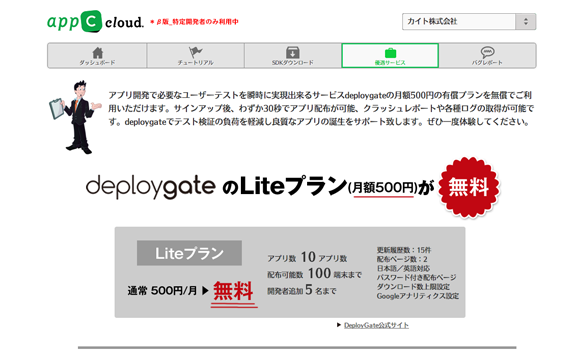 appC cloud.
＊β版_特定開発者のみ利用中
カイト株式会社
ダッシュボード
チュートリアル
SDKダウンロード
優遇サービス
バグレポート
アプリ開発で必要なユーザーテストを瞬時に実現出来るサービスdeploygateの月額500円の有償プランを無償でご利
用いただけます。サインアップ後、わずか30秒でアプリ配布が可能、クラッシュレポートや各種ログの取得が可能で
す。deploygateでテスト検証の負荷を軽減し良質なアプリの誕生をサポート致します。ぜひ一度体験してください。
deploygate のLiteプラン(月額500円)が 無料
Liteプラン
通常 500円/月 ▶ 無料
アプリ数 10 アプリ数
配布可能数 100 端末まで
開発者追加 5 名まで
更新履歴数：15件
配布ページ数：2
日本語／英語対応
パスワード付き配布ページ
ダウンロード数上限設定
Googleアナリティクス設定
▶ DeployGate公式サイト